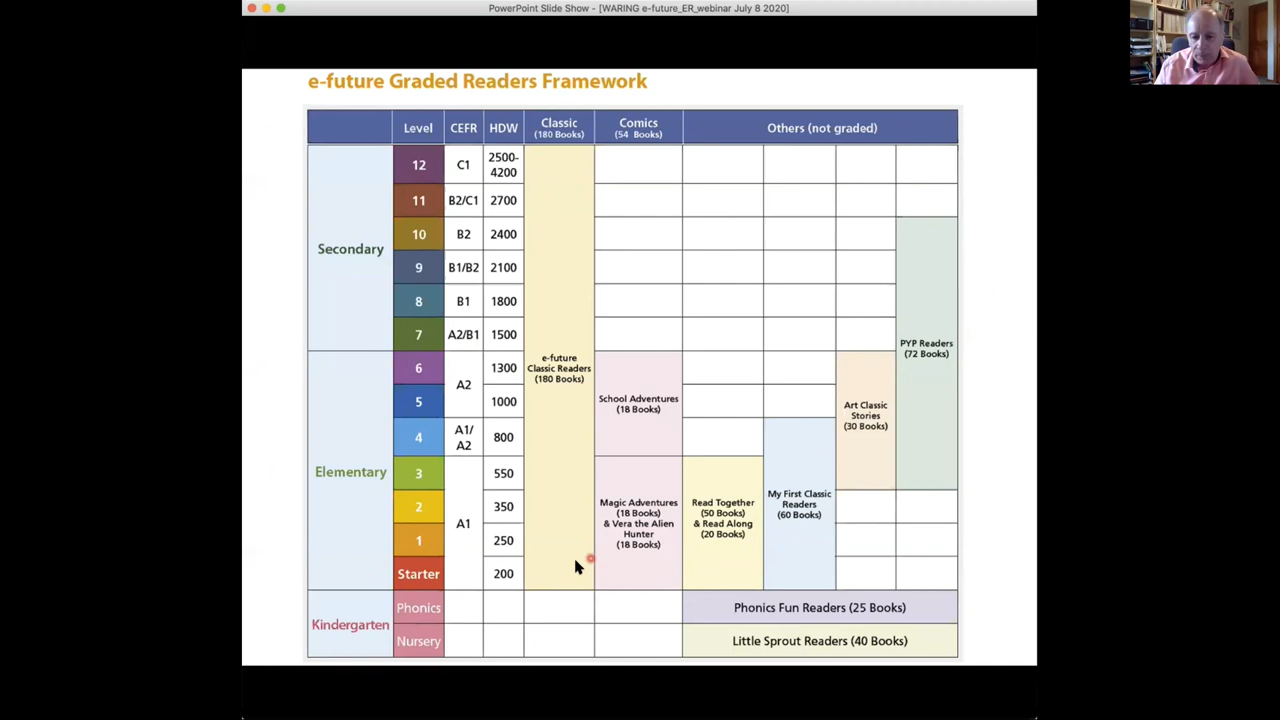 PowerPoint Slide Show - [WARING e-future_ER_webinar July 8 2020]
e-future Graded Readers Framework
Level CEFR HDW Classic (180 Books) Comics (54 Books) Others (not graded)
Secondary
12 C1 2500-4200
11 B2/C1 2700
10 B2 2400
9 B1/B2 2100
8 B1 1800
7 A2/B1 1500
Elementary
6 A2 1300
5 1000
4 A1/A2 800
3 A1 550
2 350
1 250
Starter 200
e-future
Classic Readers
(180 Books)
School Adventures
(18 Books)
Magic Adventures
(18 Books)
& Vera the Alien
Hunter
(18 Books)
Read Together
(50 Books)
& Read Along
(20 Books)
My First Classic
Readers
(60 Books)
Art Classic
Stories
(30 Books)
PYP Readers
(72 Books)
Kindergarten
Phonics
Phonics Fun Readers (25 Books)
Nursery
Little Sprout Readers (40 Books)